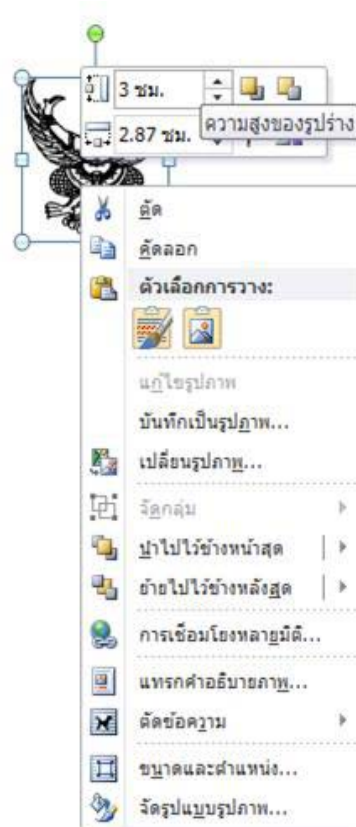 3 ซม.
2.87 ซม.
ความสูงของรูปร่าง
ตัด
คัดลอก
ตัวเลือกการวาง:
แก้ไขรูปภาพ
บันทึกเป็นรูปภาพ...
เปลี่ยนรูปภาพ...
จัดกลุ่ม
นำไปไว้ข้างหน้าสุด
ย้ายไปไว้ข้างหลังสุด
การเชื่อมโยงหลายมิติ...
แทรกคำอธิบายภาพ...
ตัดข้อความ
ขนาดและตำแหน่ง...
จัดรูปแบบรูปภาพ...